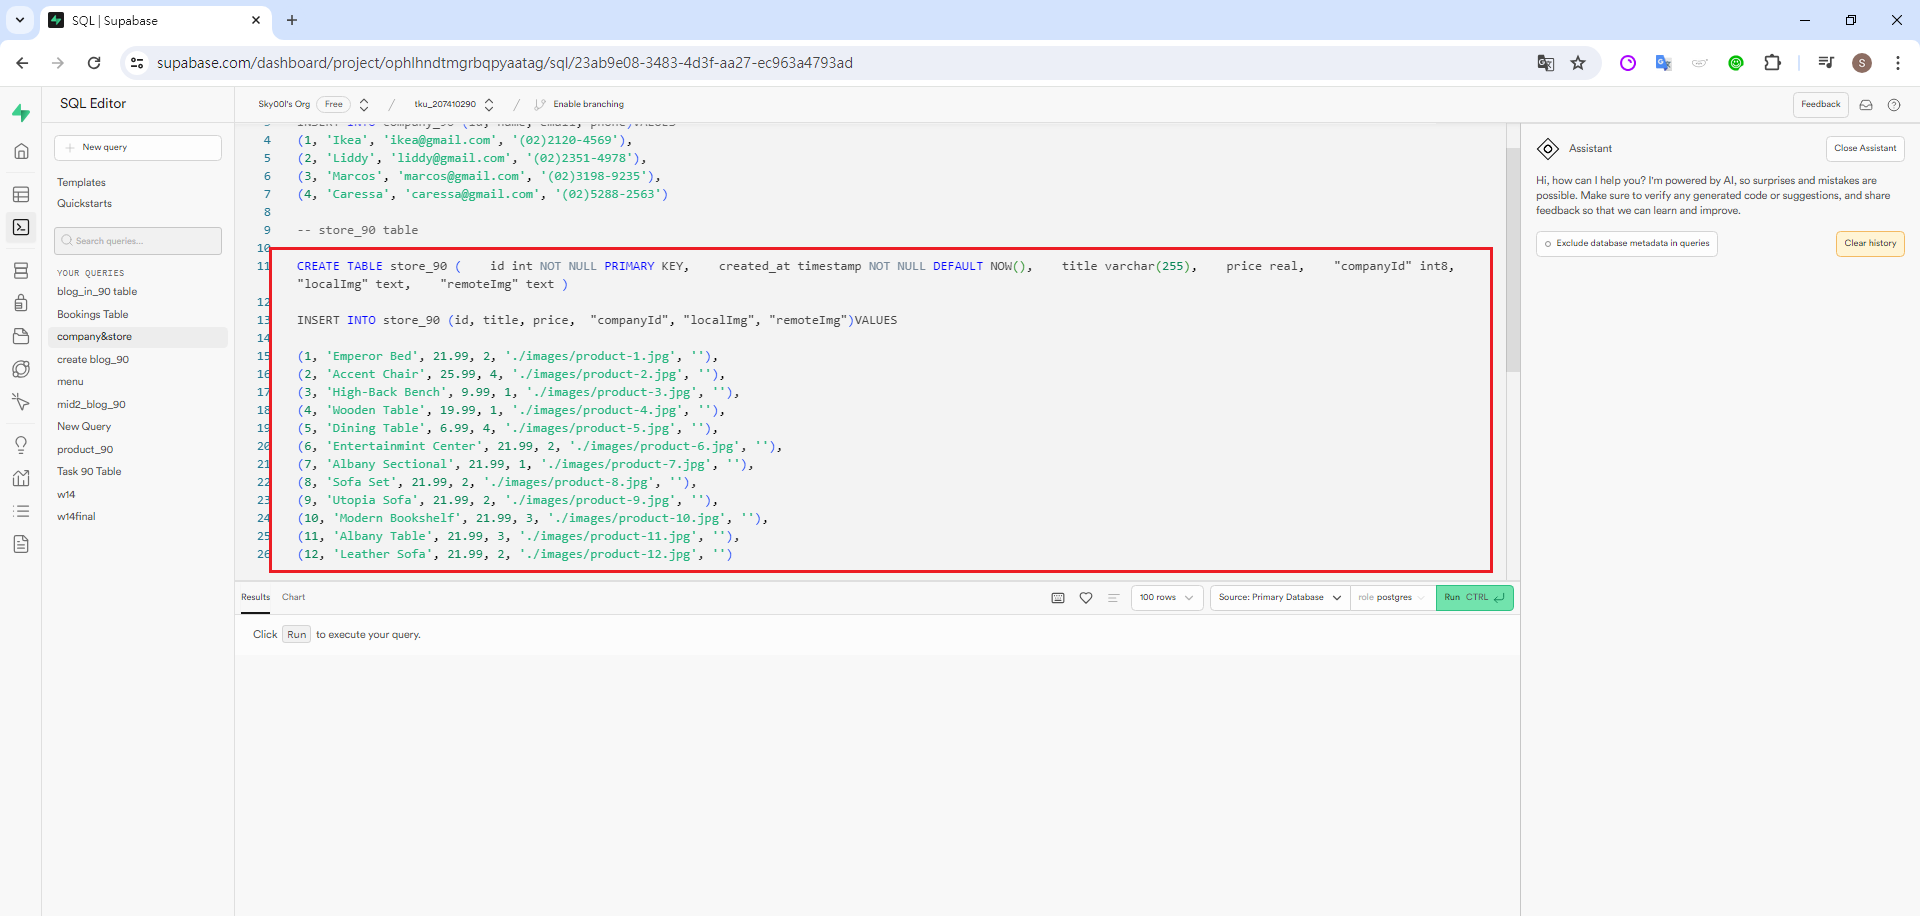 SQL | Supabase
supabase.com/dashboard/project/ophlhndtmgrbqpyaatag/sql/23ab9e08-3483-4d3f-aa27-ec963a4793ad
S
SQL Editor
Sky00l's Org Free / tku_207410290 / Enable branching
Feedback
New query
Templates
Quickstarts
Search queries...
YOUR QUERIES
blog_in_90 table
Bookings Table
company&store
create blog_90
menu
mid2_blog_90
New Query
product_90
Task 90 Table
w14
w14final
3 INSERT INTO company_90 (id, name, email, phone)VALUES
4 (1, 'Ikea', 'ikea@gmail.com', '(02)2120-4569'),
5 (2, 'Liddy', 'liddy@gmail.com', '(02)2351-4978'),
6 (3, 'Marcos', 'marcos@gmail.com', '(02)3198-9235'),
7 (4, 'Caressa', 'caressa@gmail.com', '(02)5288-2563')
8
9 -- store_90 table
10
11 CREATE TABLE store_90 ( id int NOT NULL PRIMARY KEY, created_at timestamp NOT NULL DEFAULT NOW(), title varchar(255), price real, "companyId" int8,
"localImg" text, "remoteImg" text )
12
13 INSERT INTO store_90 (id, title, price, "companyId", "localImg", "remoteImg")VALUES
14
15 (1, 'Emperor Bed', 21.99, 2, './images/product-1.jpg', ''),
16 (2, 'Accent Chair', 25.99, 4, './images/product-2.jpg', ''),
17 (3, 'High-Back Bench', 9.99, 1, './images/product-3.jpg', ''),
18 (4, 'Wooden Table', 19.99, 1, './images/product-4.jpg', ''),
19 (5, 'Dining Table', 6.99, 4, './images/product-5.jpg', ''),
20 (6, 'Entertainmint Center', 21.99, 2, './images/product-6.jpg', ''),
21 (7, 'Albany Sectional', 21.99, 1, './images/product-7.jpg', ''),
22 (8, 'Sofa Set', 21.99, 2, './images/product-8.jpg', ''),
23 (9, 'Utopia Sofa', 21.99, 2, './images/product-9.jpg', ''),
24 (10, 'Modern Bookshelf', 21.99, 3, './images/product-10.jpg', ''),
25 (11, 'Albany Table', 21.99, 3, './images/product-11.jpg', ''),
26 (12, 'Leather Sofa', 21.99, 2, './images/product-12.jpg', '')
Results Chart
100 rows
Source: Primary Database
role postgres
Run CTRL
Click Run to execute your query.
Assistant
Close Assistant
Hi, how can I help you? I'm powered by AI, so surprises and mistakes are
possible. Make sure to verify any generated code or suggestions, and share
feedback so that we can learn and improve.
Exclude database metadata in queries
Clear history